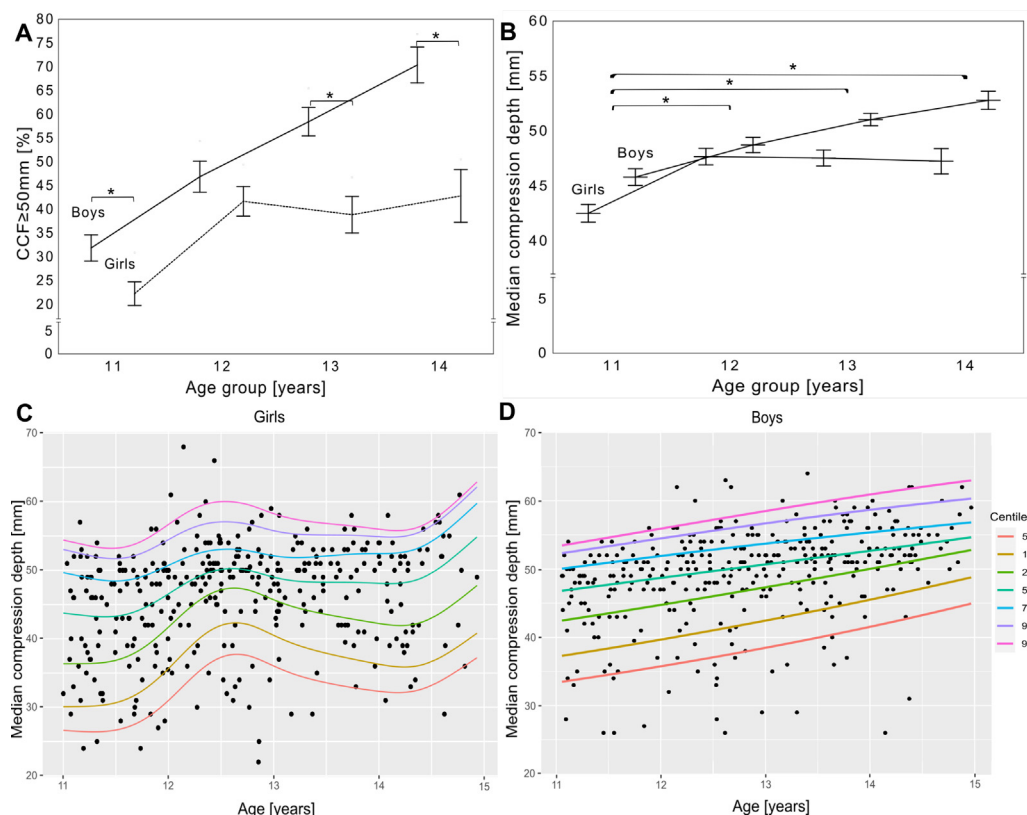 A
CCF≥50mm [%]
80
75
70
65
60
55
50
45
40
35
30
25
20
5
0
Boys
Girls
*
*
*
11 12 13 14
Age group [years]
B
Median compression depth [mm]
60
55
50
45
40
5
0
Boys
Girls
*
*
*
11 12 13 14
Age group [years]
C
Girls
Median compression depth [mm]
70
60
50
40
30
20
11 12 13 14 15
Age [years]
D
Boys
Median compression depth [mm]
70
60
50
40
30
20
11 12 13 14 15
Age [years]
Centile
5
1
2
5
7
9
9